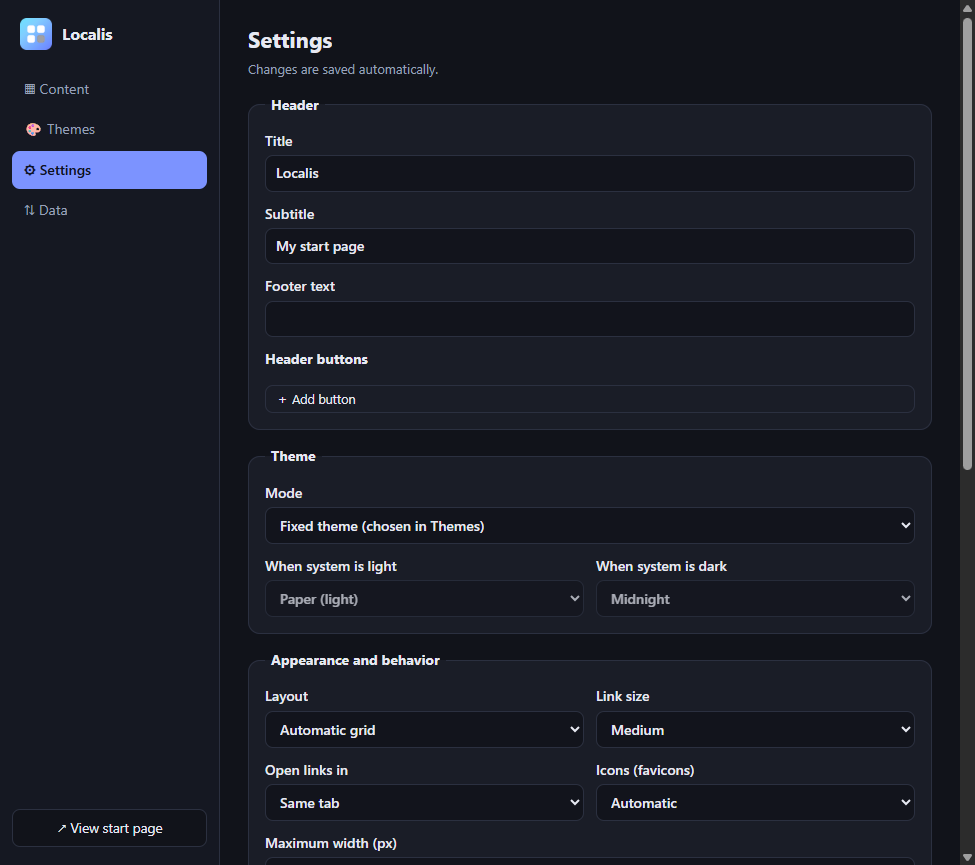 Localis
Content
Themes
Settings
Data
View start page
Settings
Changes are saved automatically.
Header
Title
Localis
Subtitle
My start page
Footer text
Header buttons
+ Add button
Theme
Mode
Fixed theme (chosen in Themes)
When system is light When system is dark
Paper (light) Midnight
Appearance and behavior
Layout Link size
Automatic grid Medium
Open links in Icons (favicons)
Same tab Automatic
Maximum width (px)